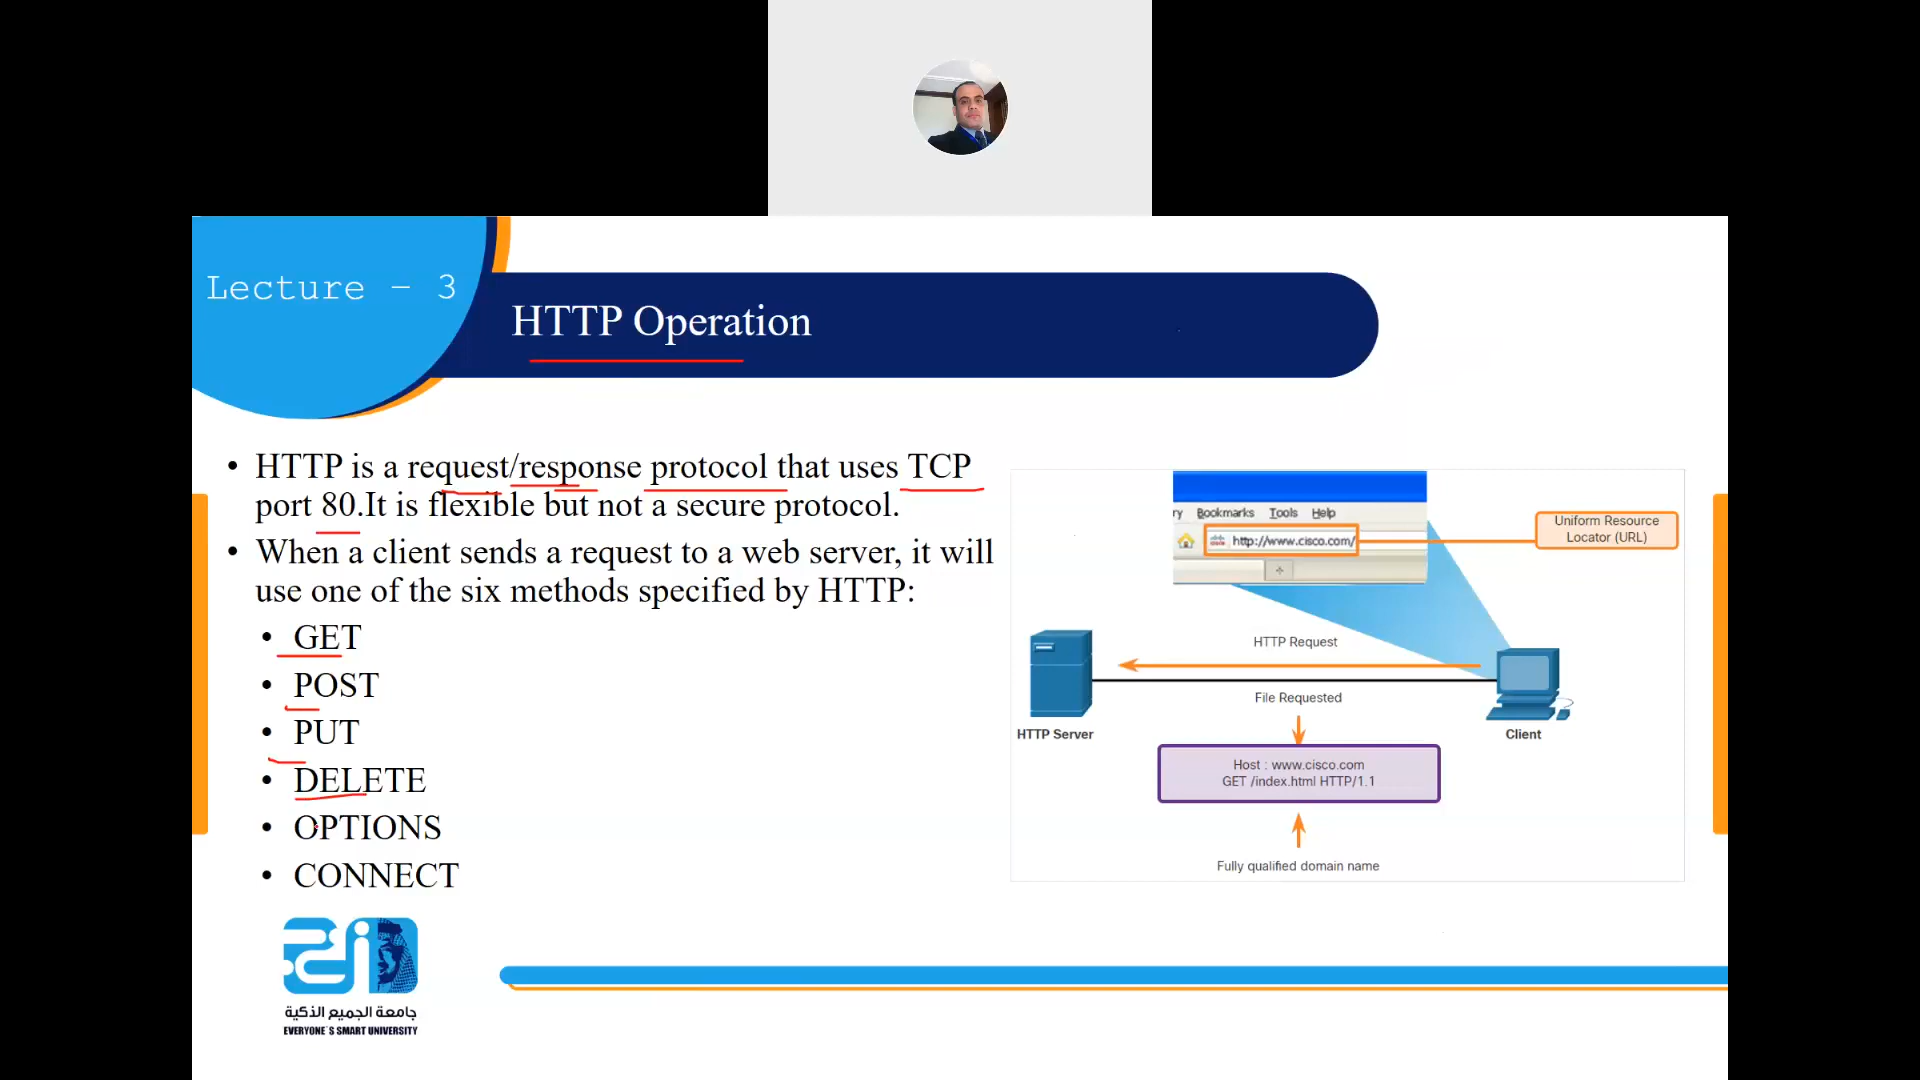 Lecture – 3
HTTP Operation
• HTTP is a request/response protocol that uses TCP
port 80.It is flexible but not a secure protocol.
• When a client sends a request to a web server, it will
use one of the six methods specified by HTTP:
• GET
• POST
• PUT
• DELETE
• OPTIONS
• CONNECT
ry Bookmarks Tools Help
http://www.cisco.com/
Uniform Resource
Locator (URL)
HTTP Request
File Requested
HTTP Server
Client
Host : www.cisco.com
GET /index.html HTTP/1.1
Fully qualified domain name
جامعة الجميع الذكية
EVERYONE`S SMART UNIVERSITY